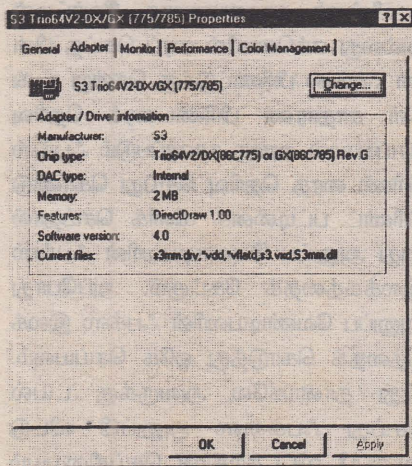 S3 Trio64V2-DX/GX (775/785) Properties
General Adapter Monitor Performance Color Management
S3 Trio64V2-DX/GX (775/785)
Change...
Adapter / Driver information
Manufacturer: S3
Chip type: Trio64V2/DX(86C775) or GX(86C785) Rev G
DAC type: Internal
Memory: 2 MB
Features: DirectDraw 1.00
Software version: 4.0
Current files: s3mm.drv,*vdd,*vflatd,s3.vxd,S3mm.dll
OK Cancel Apply